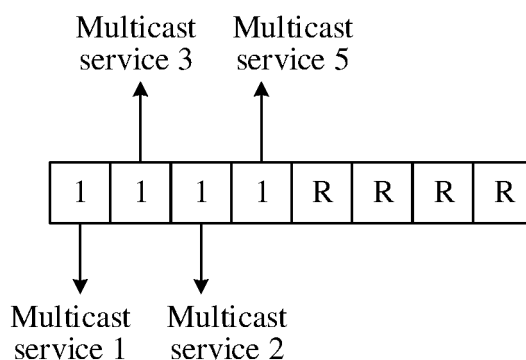 Multicast
service 3
Multicast
service 5
1 1 1 1 R R R R
Multicast
service 1
Multicast
service 2